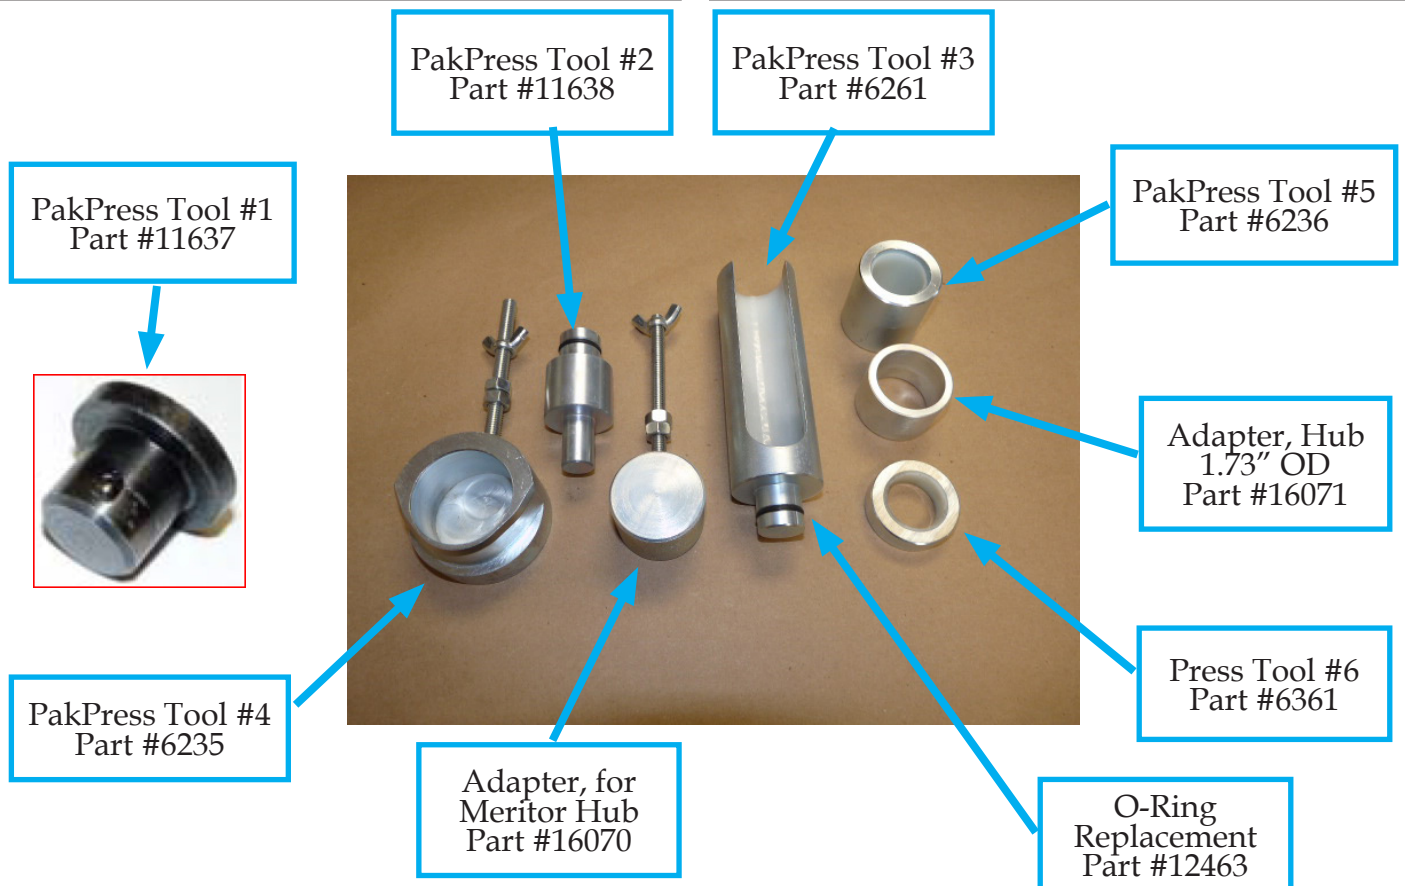 PakPress Tool #2
Part #11638
PakPress Tool #3
Part #6261
PakPress Tool #1
Part #11637
PakPress Tool #5
Part #6236
Adapter, Hub
1.73” OD
Part #16071
PakPress Tool #4
Part #6235
Adapter, for
Meritor Hub
Part #16070
Press Tool #6
Part #6361
O-Ring
Replacement
Part #12463